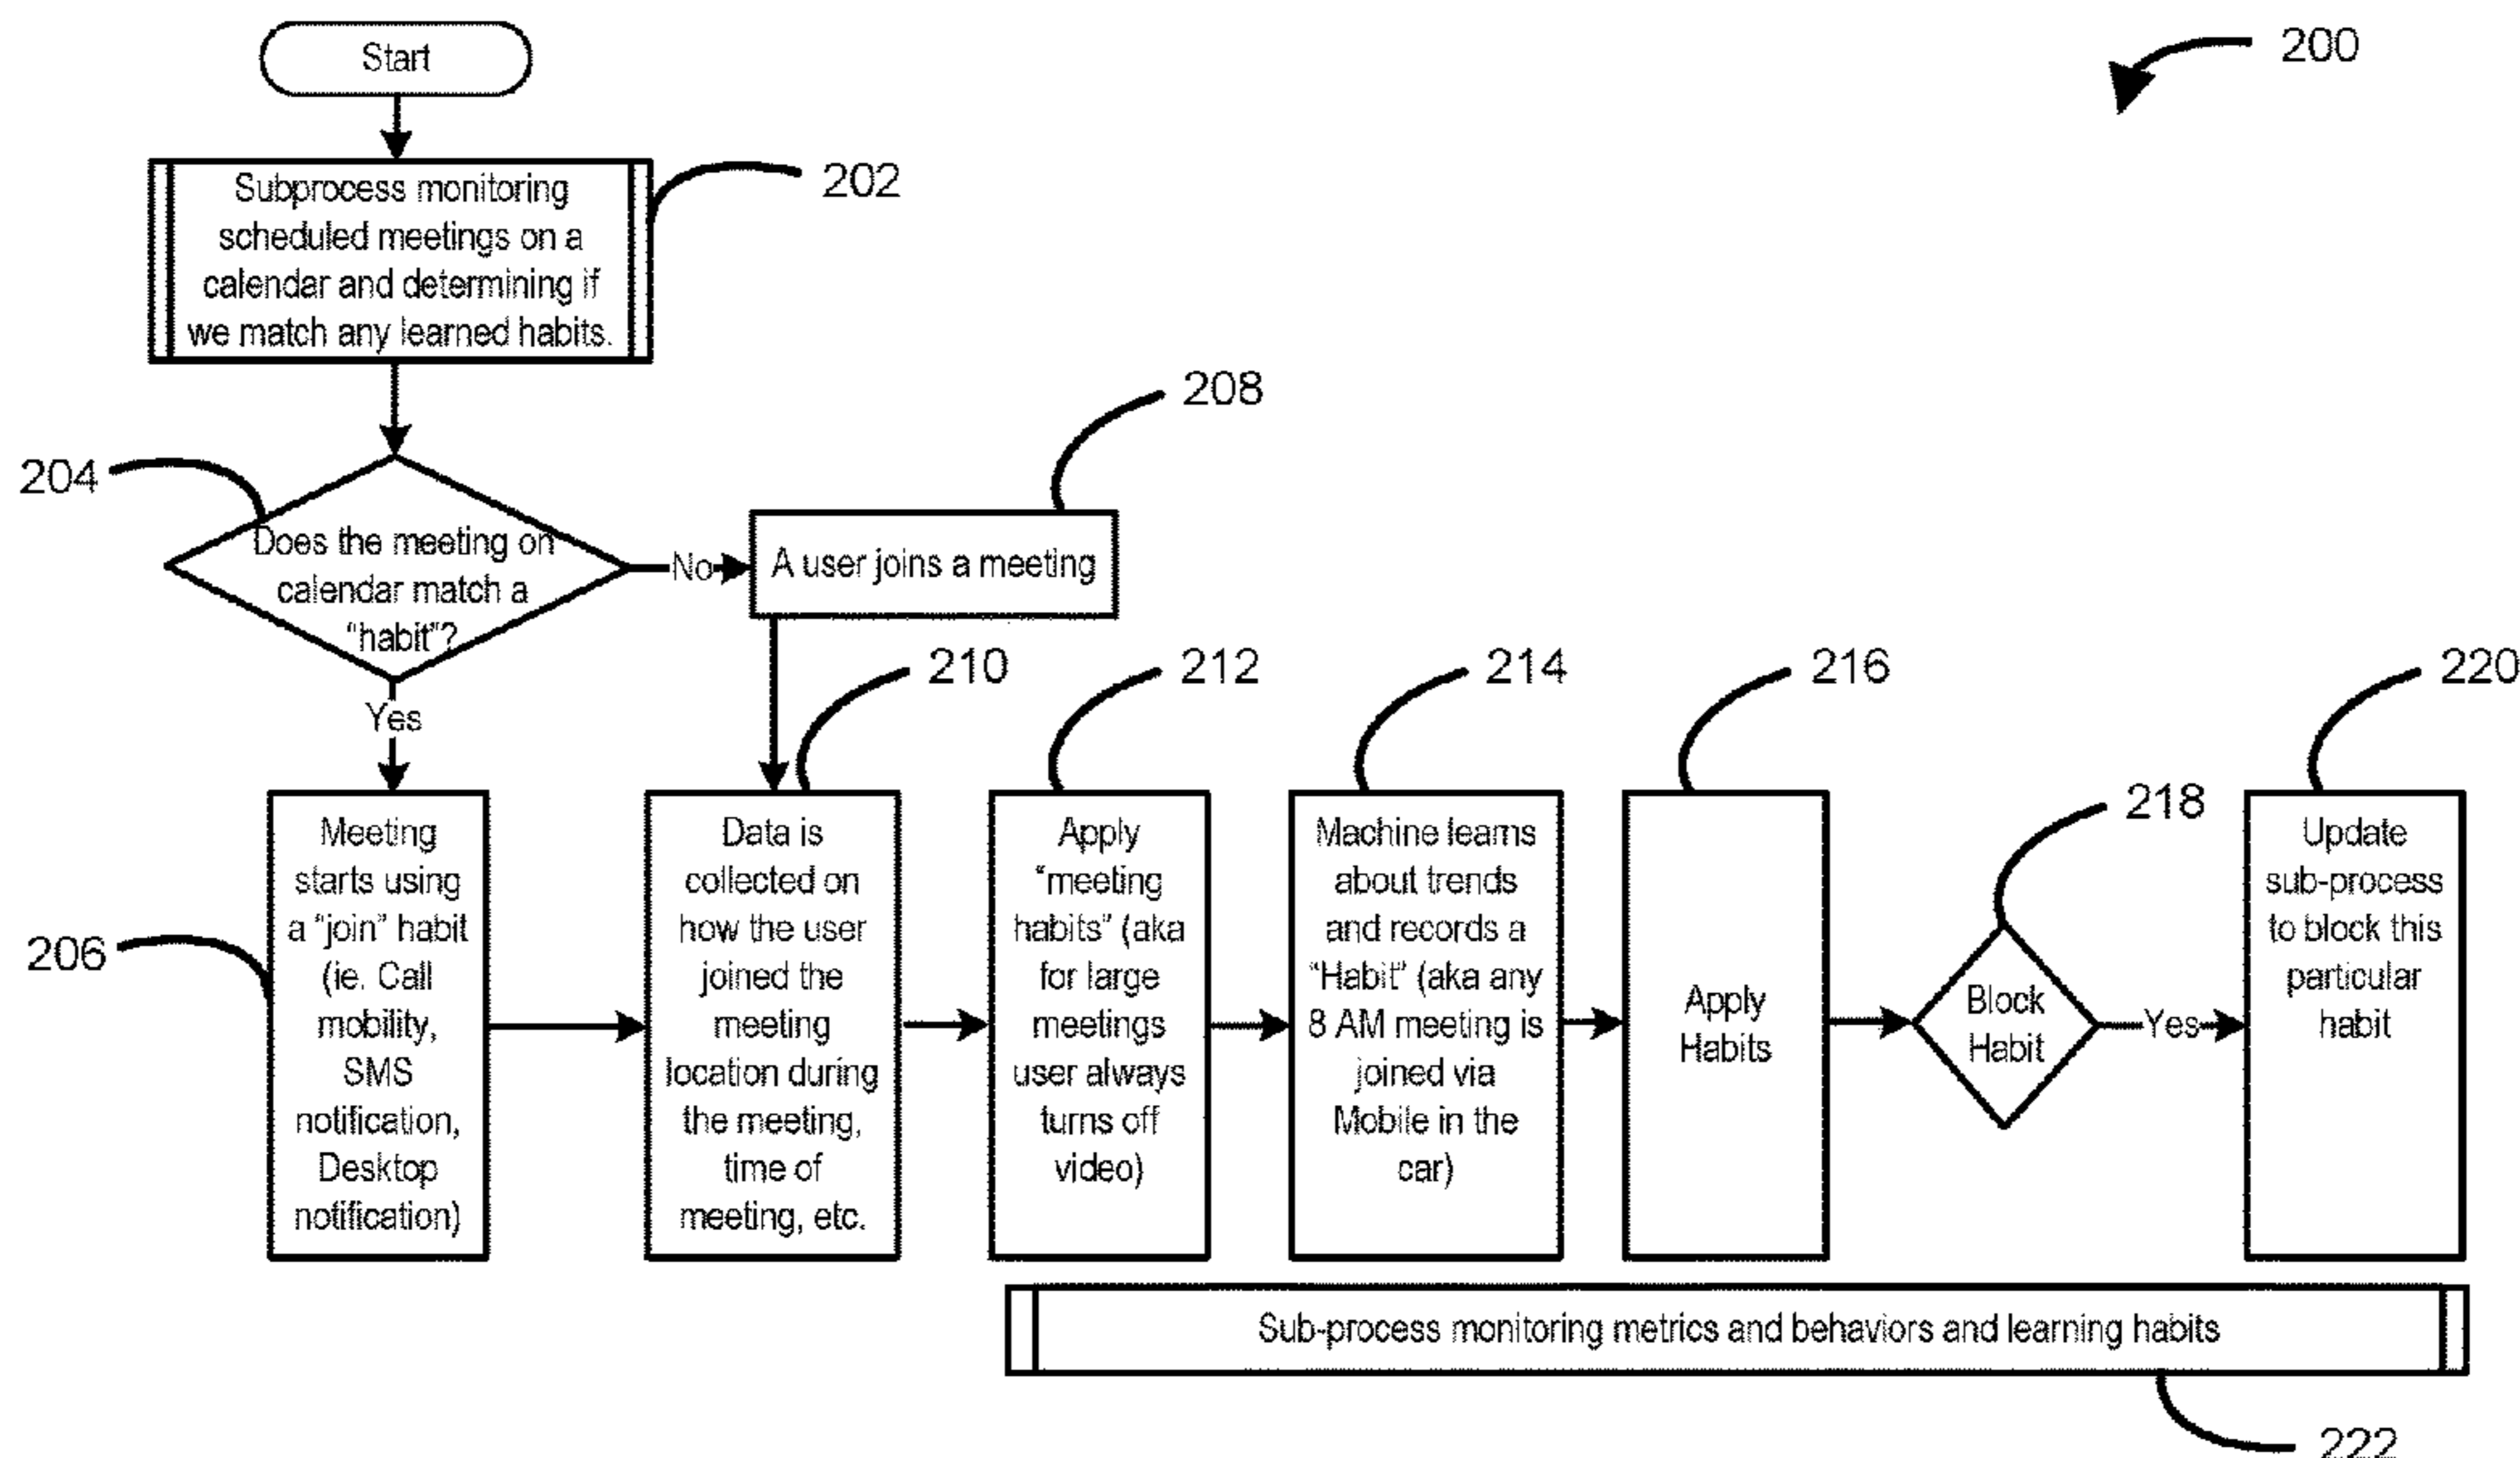 Start
200
Subprocess monitoring
scheduled meetings on a
calendar and determining if
we match any learned habits.
202
208
204
Does the meeting on
calendar match a
“habit”?
No
A user joins a meeting
Yes
210
212
214
216
218
220
206
Meeting
starts using
a “join” habit
(ie. Call
mobility,
SMS
notification,
Desktop
notification)
Data is
collected on
how the user
joined the
meeting
location during
the meeting,
time of
meeting, etc.
Apply
“meeting
habits” (aka
for large
meetings
user always
turns off
video)
Machine learns
about trends
and records a
“Habit” (aka any
8 AM meeting is
joined via
Mobile in the
car)
Apply
Habits
Block
Habit
Yes
Update
sub-process
to block this
particular
habit
Sub-process monitoring metrics and behaviors and learning habits
222